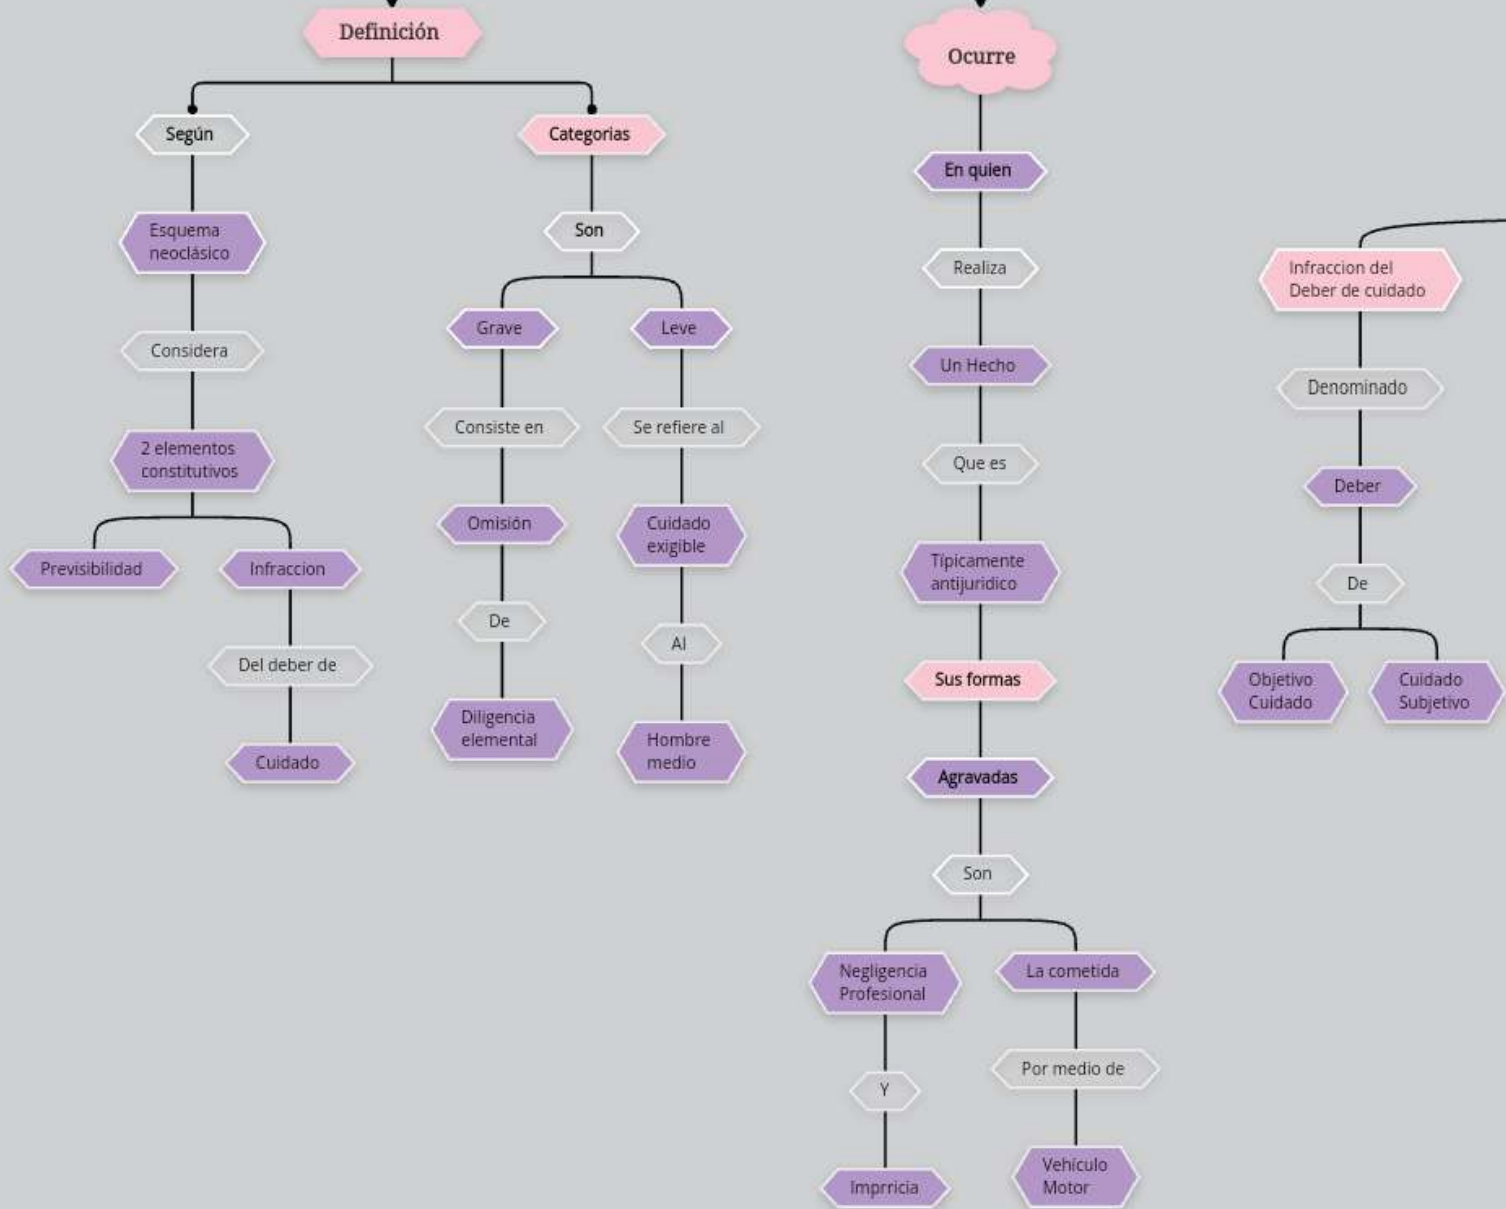 Definición
Según
Esquema
neoclásico
Considera
2 elementos
constitutivos
Previsibilidad
Infraccion
Del deber de
Cuidado
Categorias
Son
Grave
Consiste en
Omisión
De
Diligencia
elemental
Leve
Se refiere al
Cuidado
exigible
Al
Hombre
medio
Ocurre
En quien
Realiza
Un Hecho
Que es
Típicamente
antijuridico
Sus formas
Agravadas
Son
Negligencia
Profesional
Y
Imprricia
La cometida
Por medio de
Vehículo
Motor
Infraccion del
Deber de cuidado
Denominado
Deber
De
Objetivo
Cuidado
Cuidado
Subjetivo